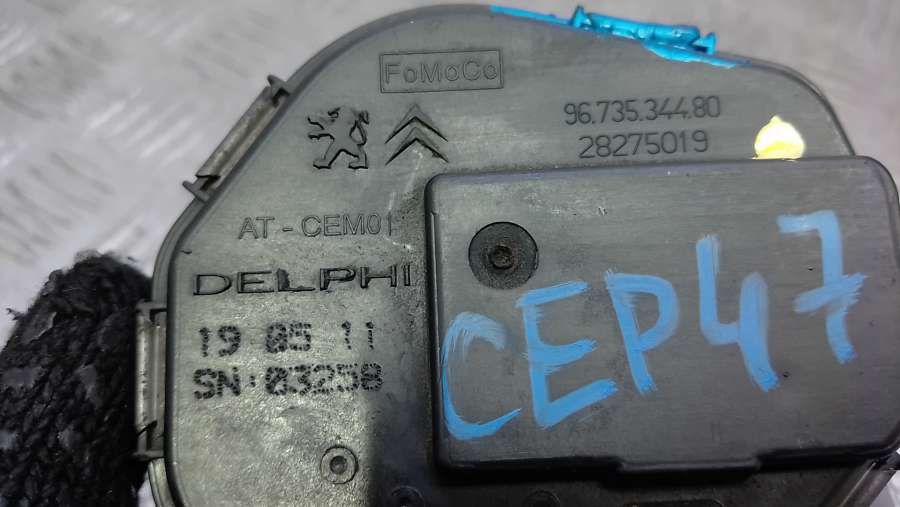 FoMoCo
96.735.344.80
28275019
AT - CEM01
DELPHI
19 05 11
SN:03258
CEP47